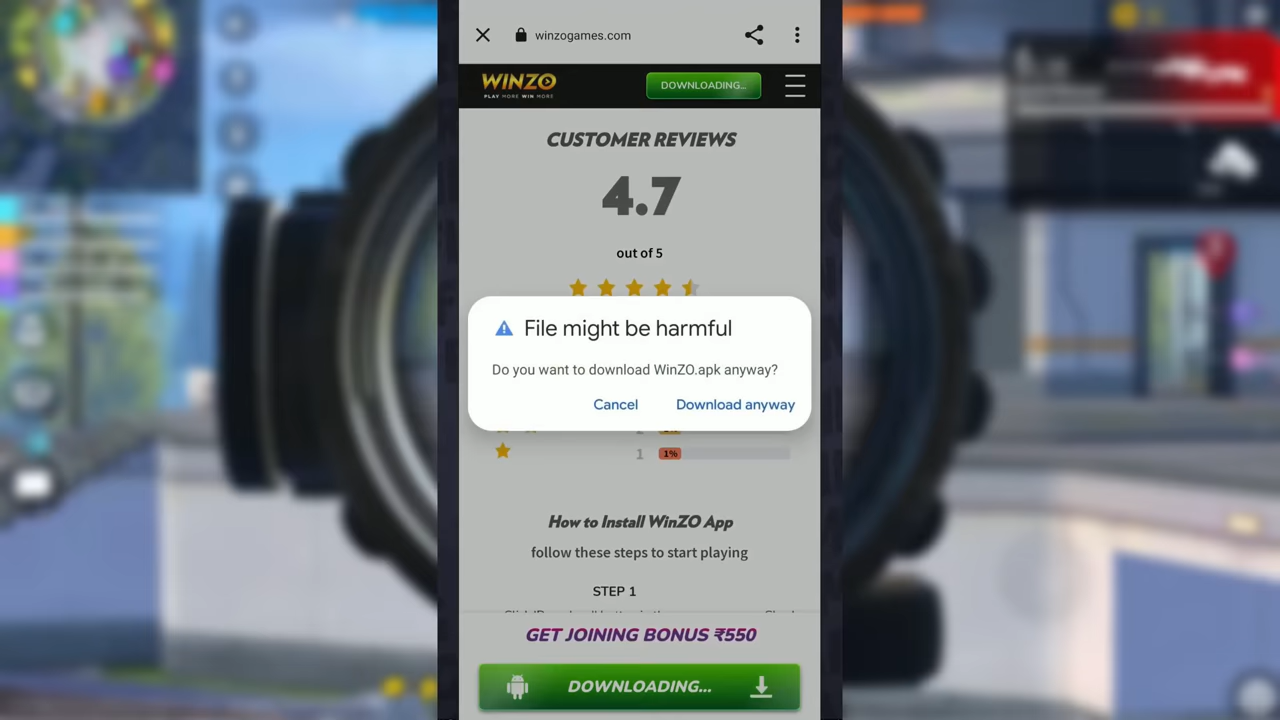 winzogames.com
WINZO
PLAY MORE WIN MORE
DOWNLOADING...
CUSTOMER REVIEWS
4.7
out of 5
File might be harmful
Do you want to download WinZO.apk anyway?
Cancel
Download anyway
1
1%
How to Install WinZO App
follow these steps to start playing
STEP 1
GET JOINING BONUS ₹550
DOWNLOADING...